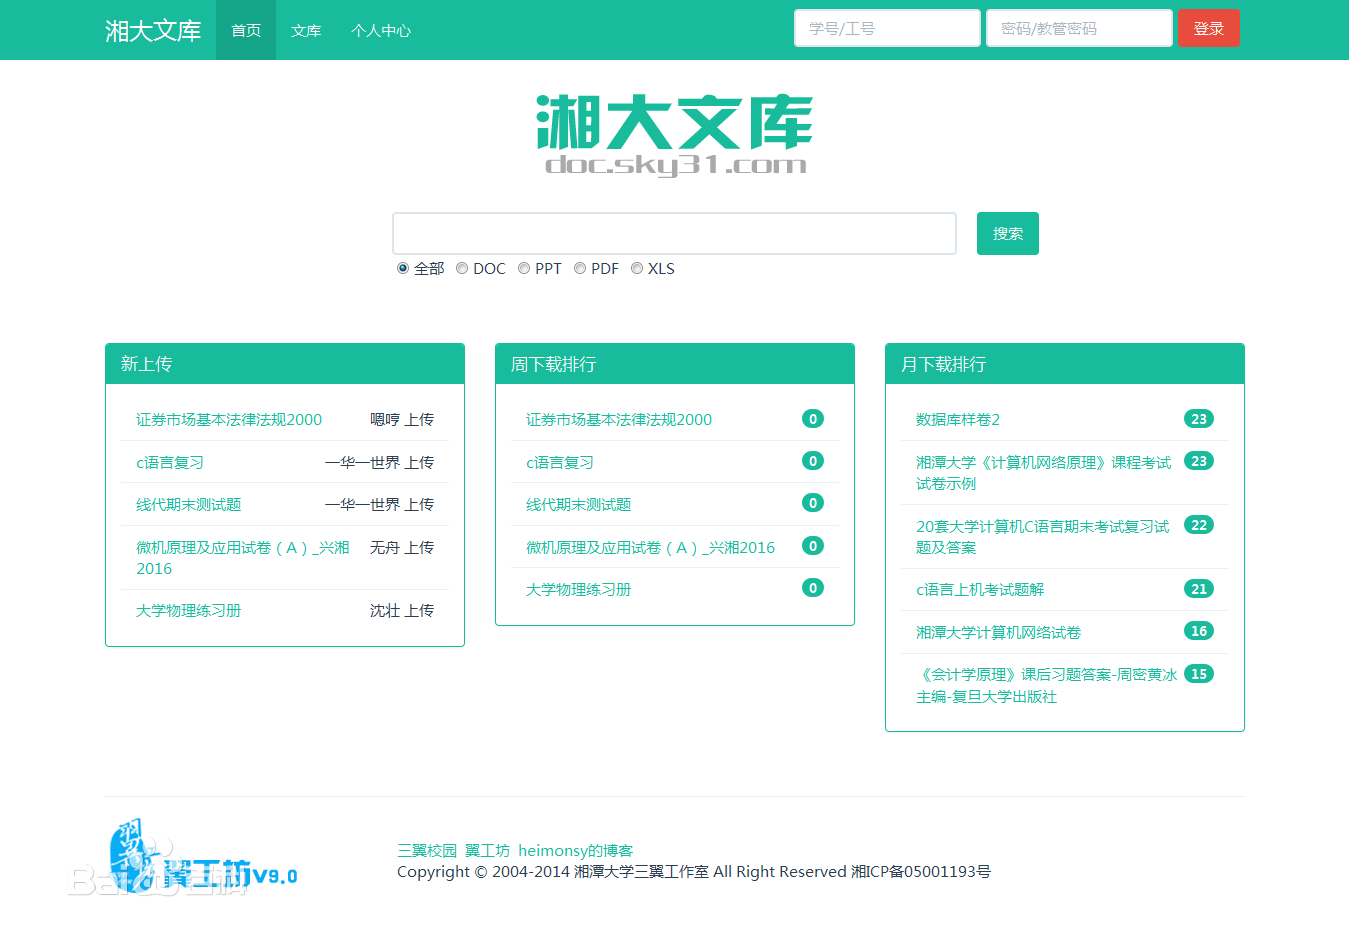 湘大文库 首页 文库 个人中心 学号/工号 密码/教管密码 登录
湘大文库
doc.sky31.com
搜索
全部 DOC PPT PDF XLS
新上传
证券市场基本法律法规2000 嗯哼 上传
c语言复习 一华一世界 上传
线代期末测试题 一华一世界 上传
微机原理及应用试卷（A）_兴湘 无舟 上传
2016
大学物理练习册 沈壮 上传
周下载排行
证券市场基本法律法规2000 0
c语言复习 0
线代期末测试题 0
微机原理及应用试卷（A）_兴湘2016 0
大学物理练习册 0
月下载排行
数据库样卷2 23
湘潭大学《计算机网络原理》课程考试 23
试卷示例
20套大学计算机C语言期末考试复习试 22
题及答案
c语言上机考试题解 21
湘潭大学计算机网络试卷 16
《会计学原理》课后习题答案-周密黄冰 15
主编-复旦大学出版社
翼工坊V9.0
Bai百科
三翼校园 翼工坊 heimonsy的博客
Copyright © 2004-2014 湘潭大学三翼工作室 All Right Reserved 湘ICP备05001193号